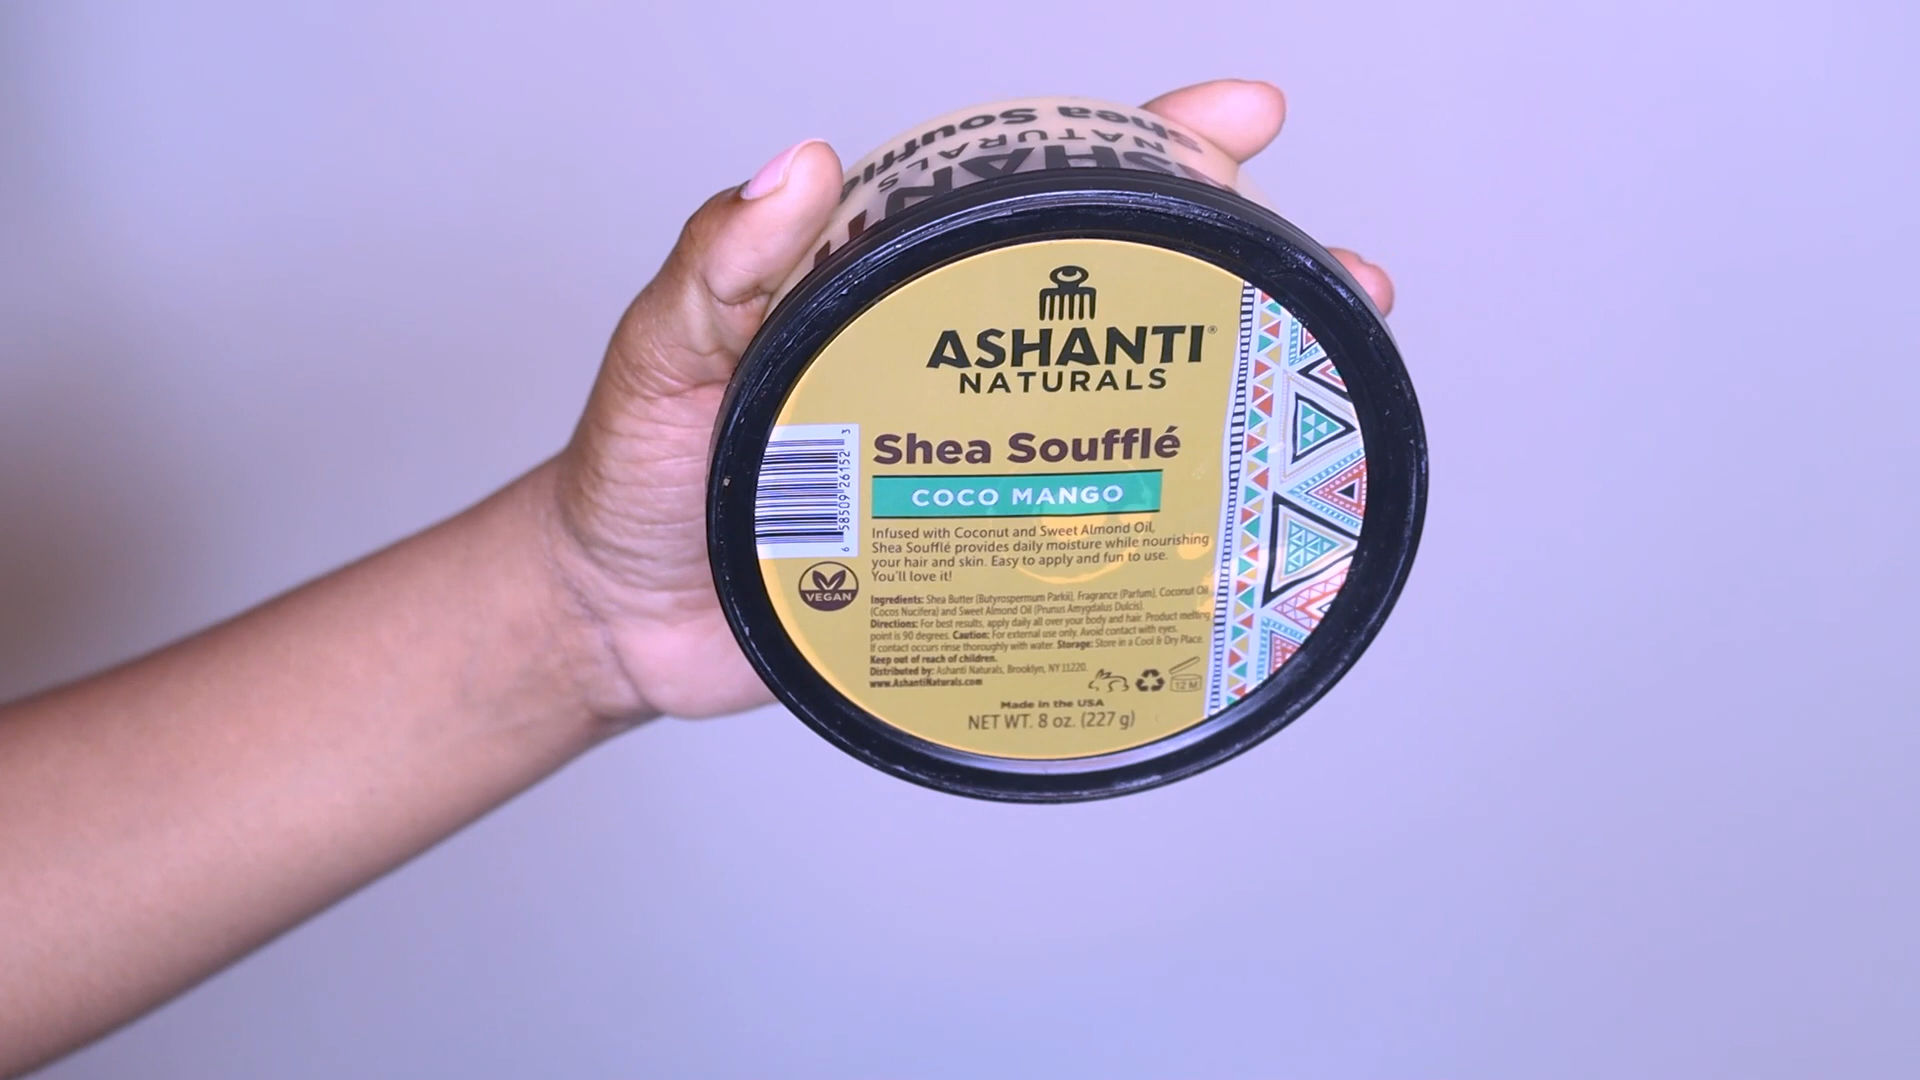 Shea Soufflé
NATURALS
ASHANTI
ASHANTI®
NATURALS
Shea Soufflé
COCO MANGO
Infused with Coconut and Sweet Almond Oil,
Shea Soufflé provides daily moisture while nourishing
your hair and skin. Easy to apply and fun to use.
You'll love it!
Ingredients: Shea Butter (Butyrospermum Parkii), Fragrance (Parfum), Coconut Oil
(Cocos Nucifera) and Sweet Almond Oil (Prunus Amygdalus Dulcis).
Directions: For best results, apply daily all over your body and hair. Product melting
point is 90 degrees. Caution: For external use only. Avoid contact with eyes.
If contact occurs rinse thoroughly with water. Storage: Store in a Cool & Dry Place.
Keep out of reach of children.
Distributed by: Ashanti Naturals, Brooklyn, NY 11220.
www.AshantiNaturals.com
12 M
Made in the USA
NET WT. 8 oz. (227 g)
VEGAN
6 58509 26152 3